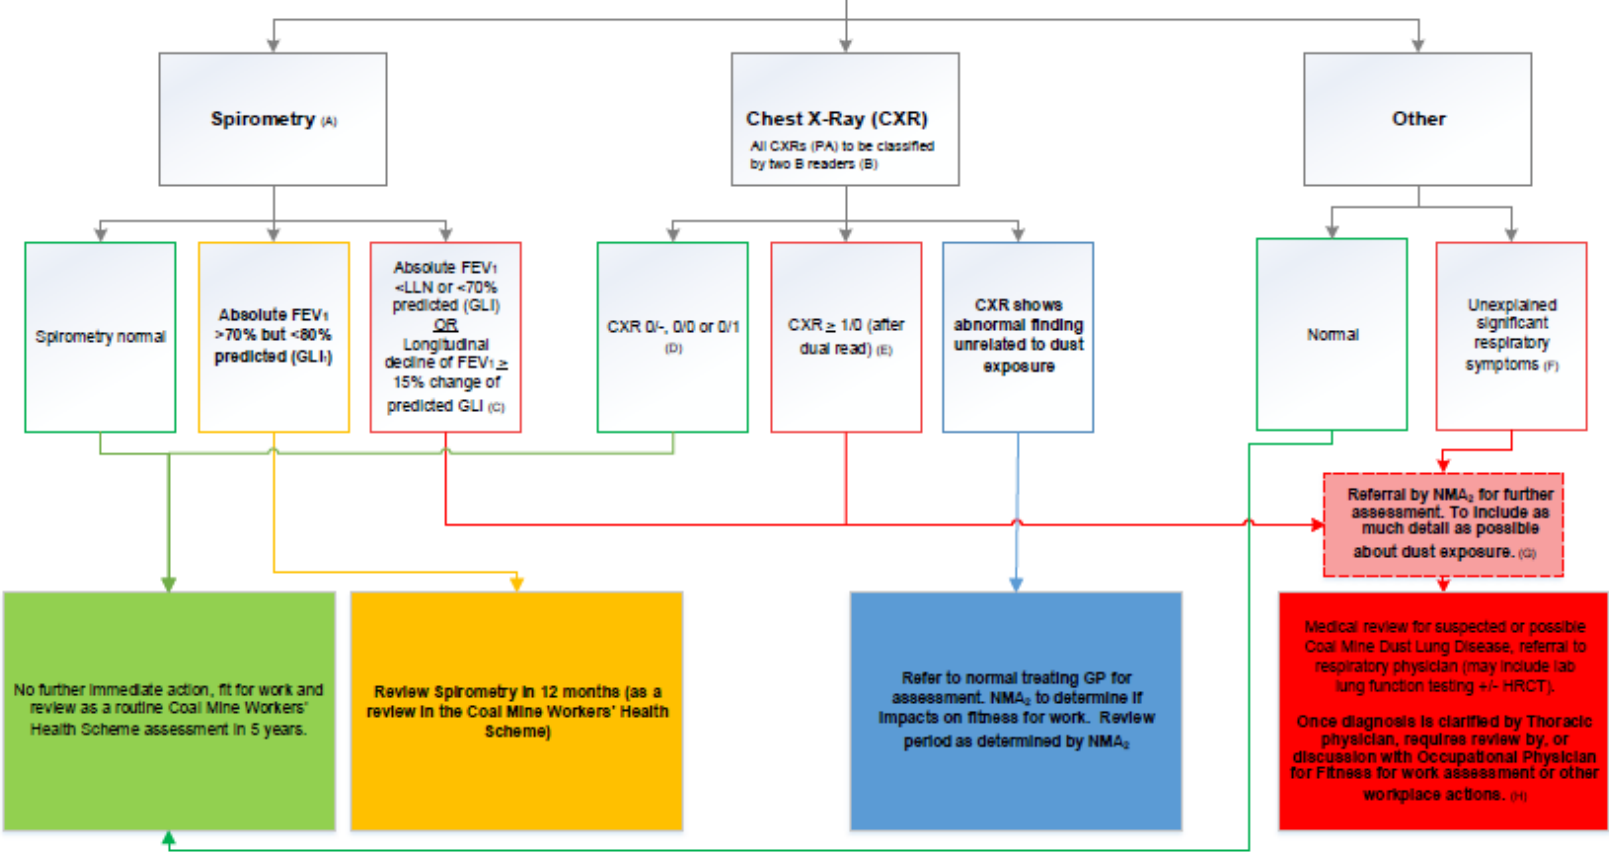 Spirometry (A)
Chest X-Ray (CXR)
All CXRs (PA) to be classified
by two B readers (B)
Other
Spirometry normal
Absolute FEV₁
>70% but <80%
predicted (GLI₁)
Absolute FEV₁
<LLN or <70%
predicted (GLI)
OR
Longitudinal
decline of FEV₁ ≥
15% change of
predicted GLI (C)
CXR 0/-, 0/0 or 0/1
(D)
CXR ≥ 1/0 (after
dual read) (E)
CXR shows
abnormal finding
unrelated to dust
exposure
Normal
Unexplained
significant
respiratory
symptoms (F)
Referral by NMA₂ for further
assessment. To include as
much detail as possible
about dust exposure. (G)
No further immediate action, fit for work and
review as a routine Coal Mine Workers'
Health Scheme assessment in 5 years.
Review Spirometry in 12 months (as a
review in the Coal Mine Workers' Health
Scheme)
Refer to normal treating GP for
assessment. NMA₂ to determine if
impacts on fitness for work. Review
period as determined by NMA₂
Medical review for suspected or possible
Coal Mine Dust Lung Disease, referral to
respiratory physician (may include lab
lung function testing +/- HRCT).
Once diagnosis is clarified by Thoracic
physician, requires review by, or
discussion with Occupational Physician
for Fitness for work assessment or other
workplace actions. (H)